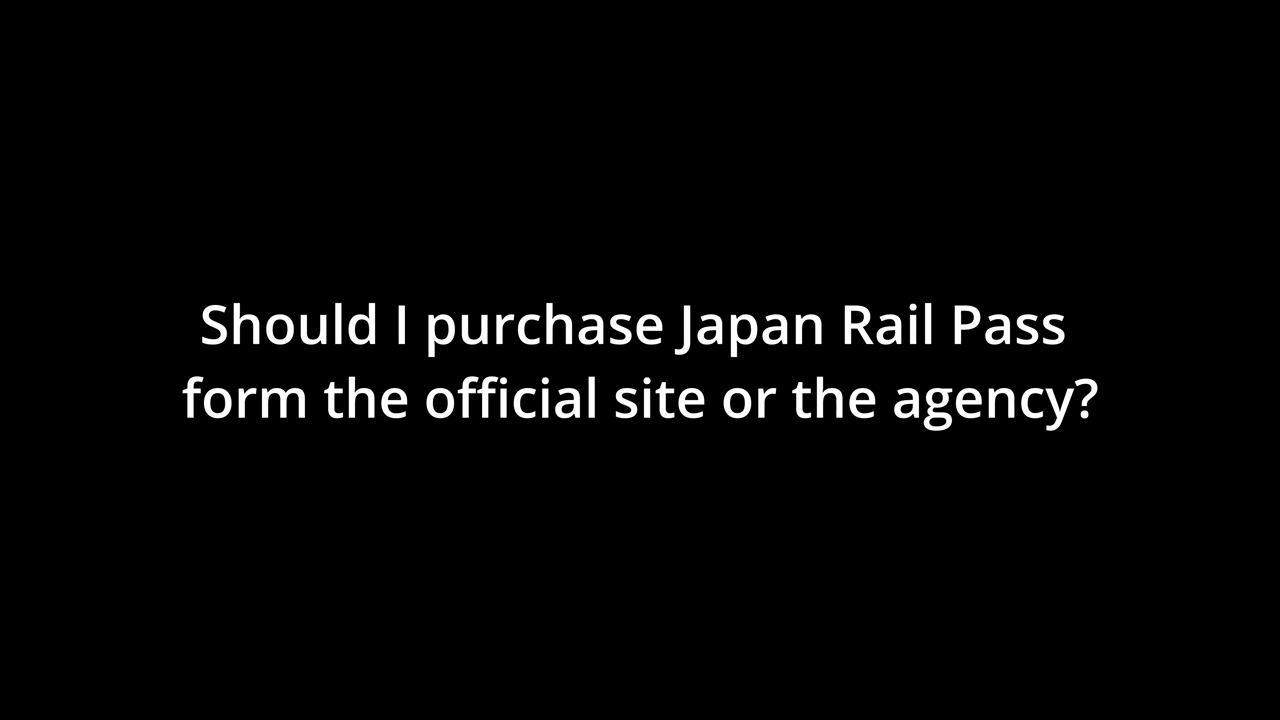 Should I purchase Japan Rail Pass
form the official site or the agency?